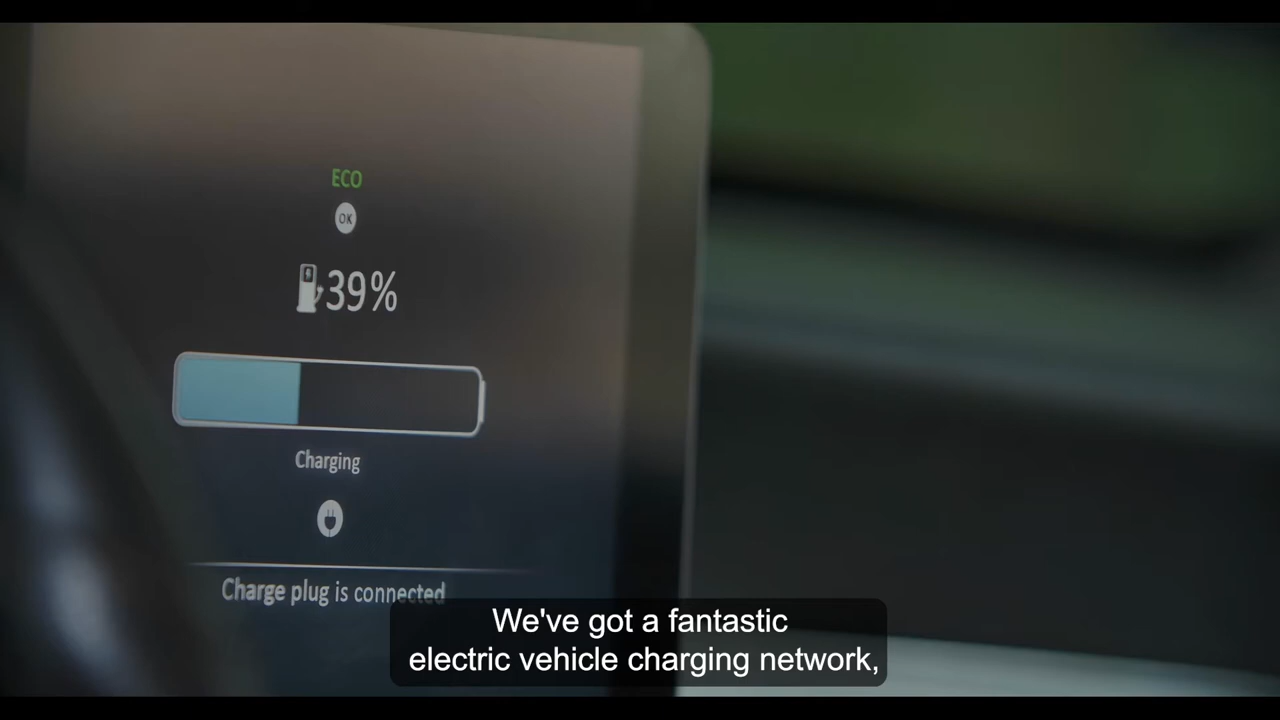 ECO
OK
39%
Charging
Charge plug is connected
We've got a fantastic
electric vehicle charging network,